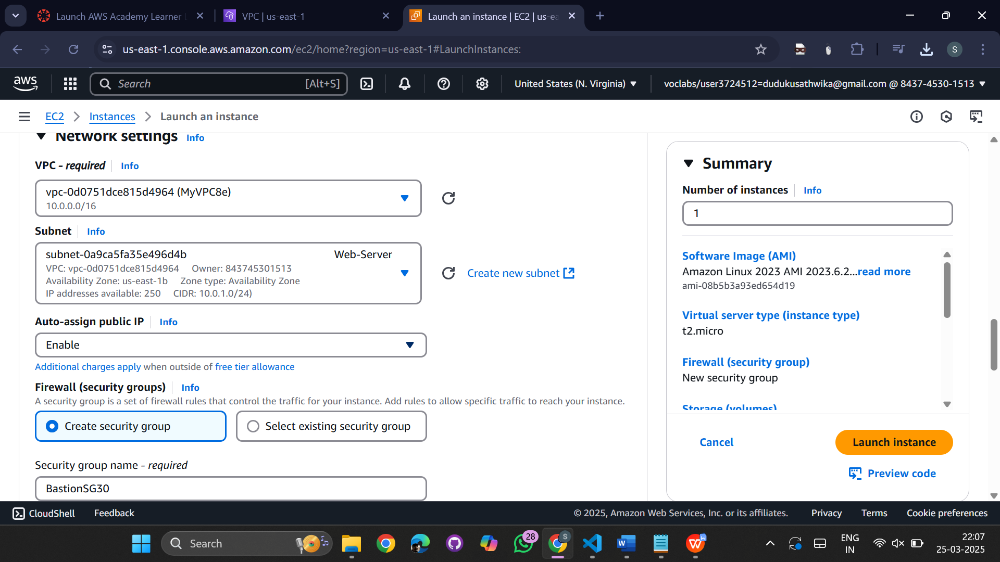 Launch AWS Academy Learner
VPC | us-east-1
Launch an instance | EC2 | us-ea
us-east-1.console.aws.amazon.com/ec2/home?region=us-east-1#LaunchInstances:
S
aws
Search [Alt+S]
United States (N. Virginia)
voclabs/user3724512=dudukusathwika@gmail.com @ 8437-4530-1513
EC2 > Instances > Launch an instance
Network settings Info
VPC - required Info
vpc-0d0751dce815d4964 (MyVPC8e)
10.0.0.0/16
Subnet Info
subnet-0a9ca5fa35e496d4b Web-Server
VPC: vpc-0d0751dce815d4964 Owner: 843745301513
Availability Zone: us-east-1b Zone type: Availability Zone
IP addresses available: 250 CIDR: 10.0.1.0/24)
Create new subnet
Auto-assign public IP Info
Enable
Additional charges apply when outside of free tier allowance
Firewall (security groups) Info
A security group is a set of firewall rules that control the traffic for your instance. Add rules to allow specific traffic to reach your instance.
Create security group
Select existing security group
Security group name - required
BastionSG30
Summary
Number of instances Info
1
Software Image (AMI)
Amazon Linux 2023 AMI 2023.6.2...read more
ami-08b5b3a93ed654d19
Virtual server type (instance type)
t2.micro
Firewall (security group)
New security group
Storage (volumes)
Cancel
Launch instance
Preview code
CloudShell Feedback
© 2025, Amazon Web Services, Inc. or its affiliates. Privacy Terms Cookie preferences
Search
28
S
W
W
ENG
IN
22:07
25-03-2025